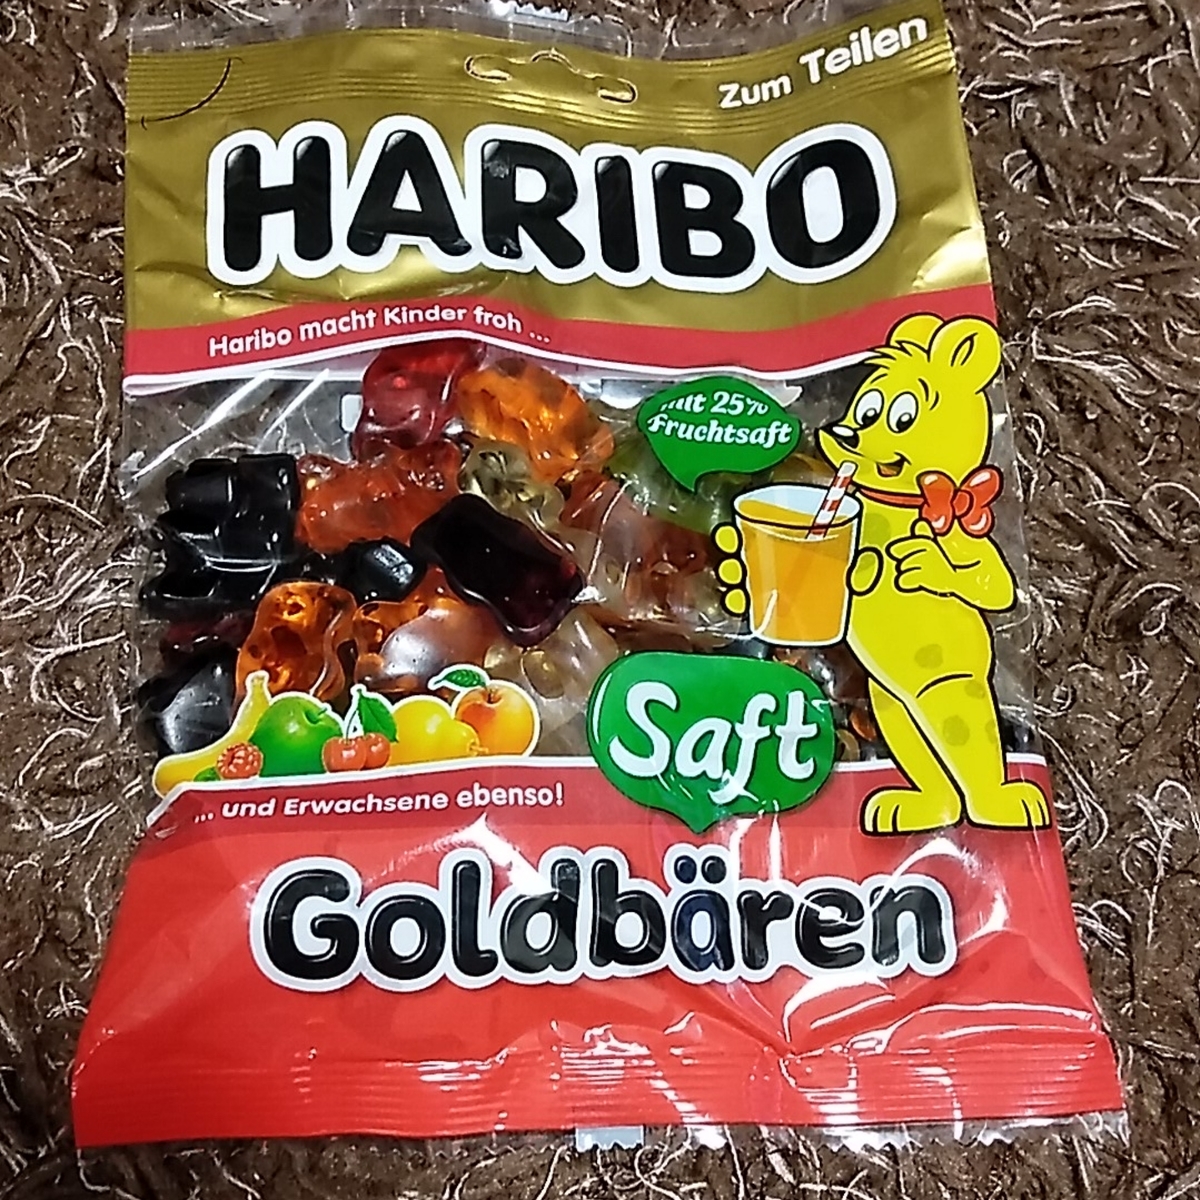 Zum Teilen
HARIBO
Haribo macht Kinder froh ...
mit 25%
Fruchtsaft
Saft
... und Erwachsene ebenso!
Goldbären